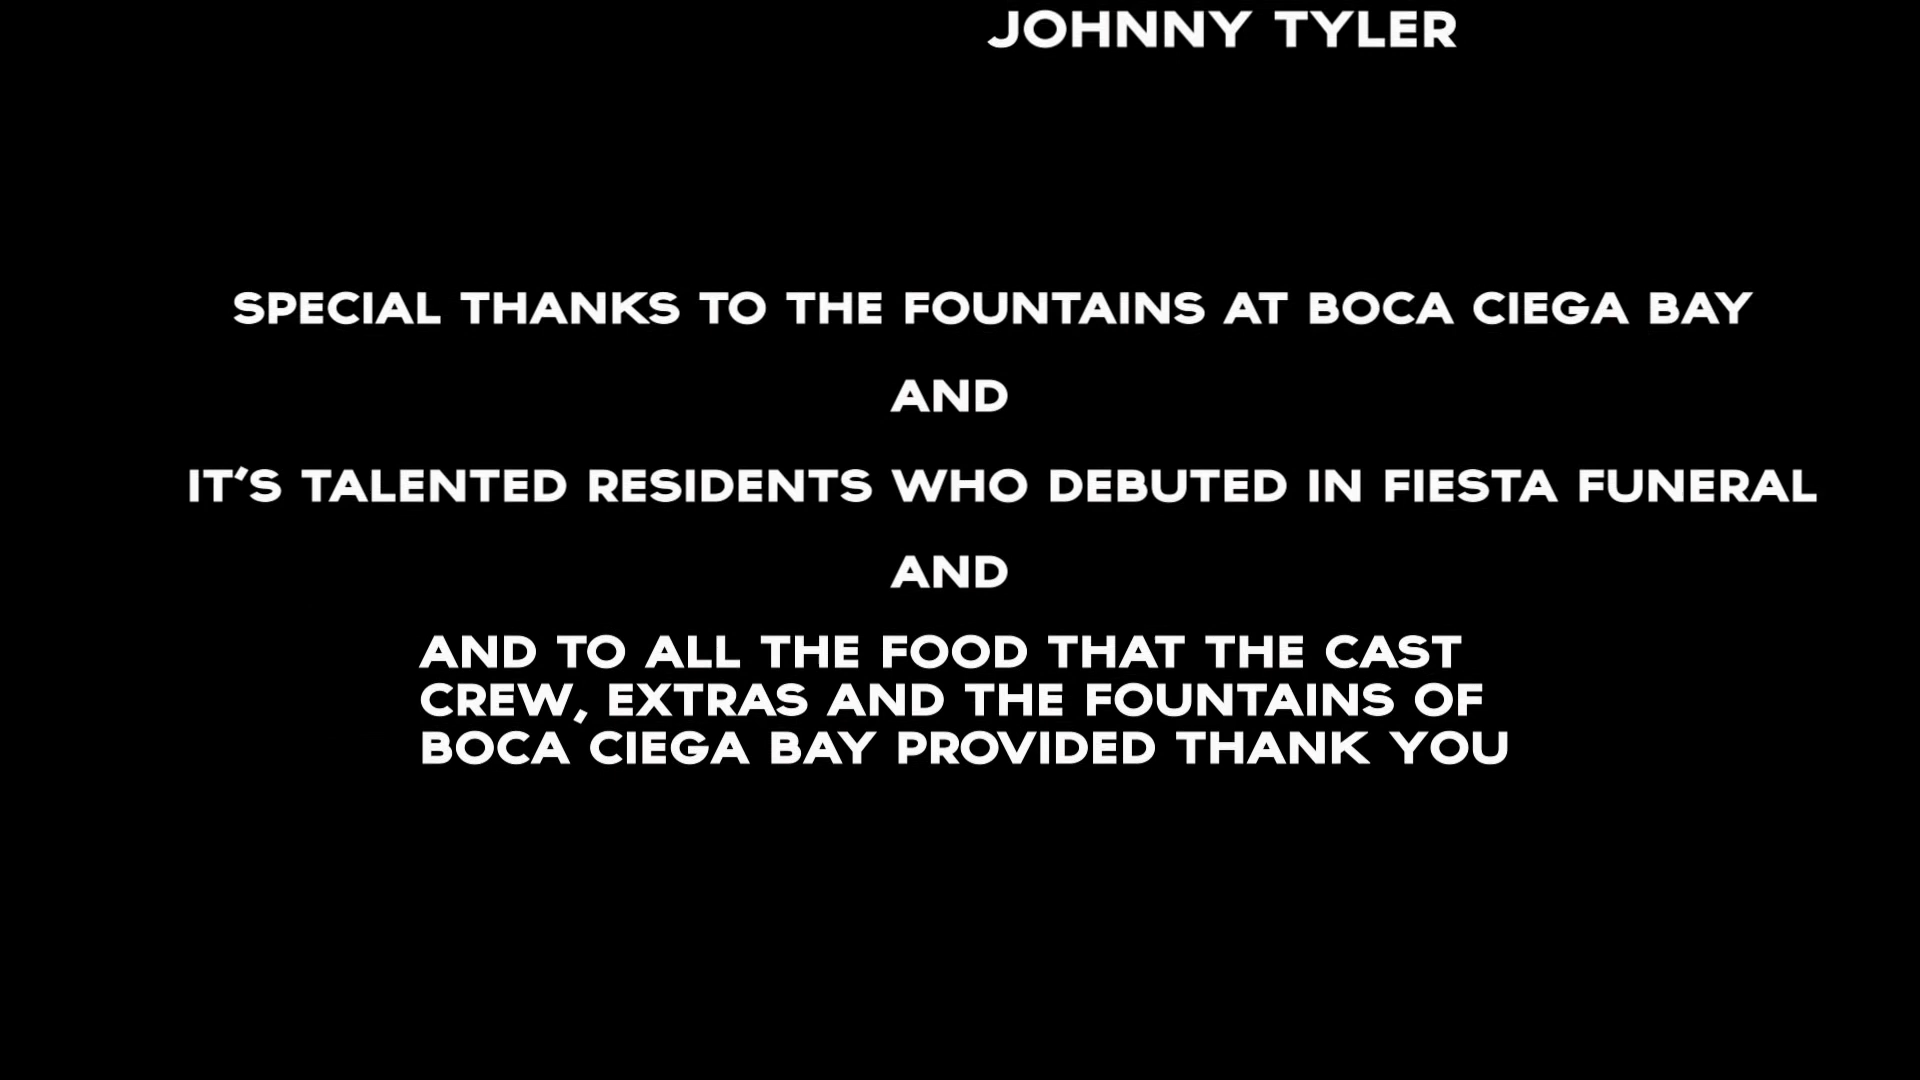 JOHNNY TYLER
SPECIAL THANKS TO THE FOUNTAINS AT BOCA CIEGA BAY
AND
IT'S TALENTED RESIDENTS WHO DEBUTED IN FIESTA FUNERAL
AND
AND TO ALL THE FOOD THAT THE CAST
CREW, EXTRAS AND THE FOUNTAINS OF
BOCA CIEGA BAY PROVIDED THANK YOU